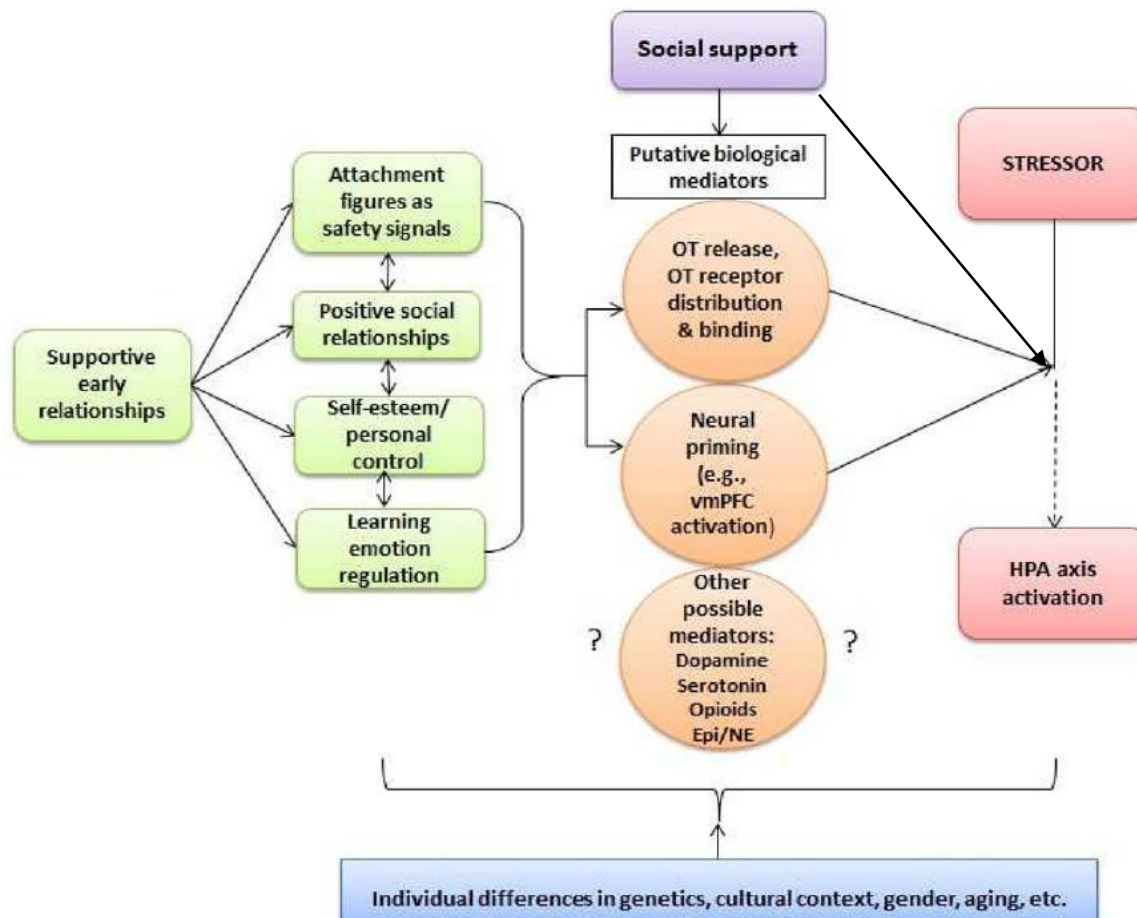 Social support
Putative biological
mediators
STRESSOR
Attachment
figures as
safety signals
Positive social
relationships
Supportive
early
relationships
Self-esteem/
personal
control
Learning
emotion
regulation
OT release,
OT receptor
distribution
& binding
Neural
priming
(e.g.,
vmPFC
activation)
Other
possible
mediators:
Dopamine
Serotonin
Opioids
Epi/NE
?
?
HPA axis
activation
Individual differences in genetics, cultural context, gender, aging, etc.